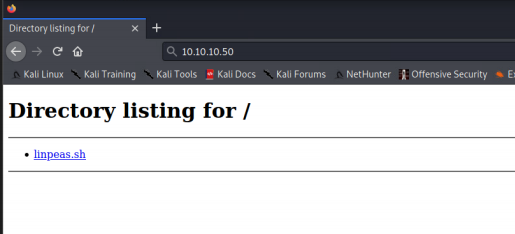 Directory listing for /
10.10.10.50
Kali Linux Kali Training Kali Tools Kali Docs Kali Forums NetHunter Offensive Security Ex
Directory listing for /
linpeas.sh